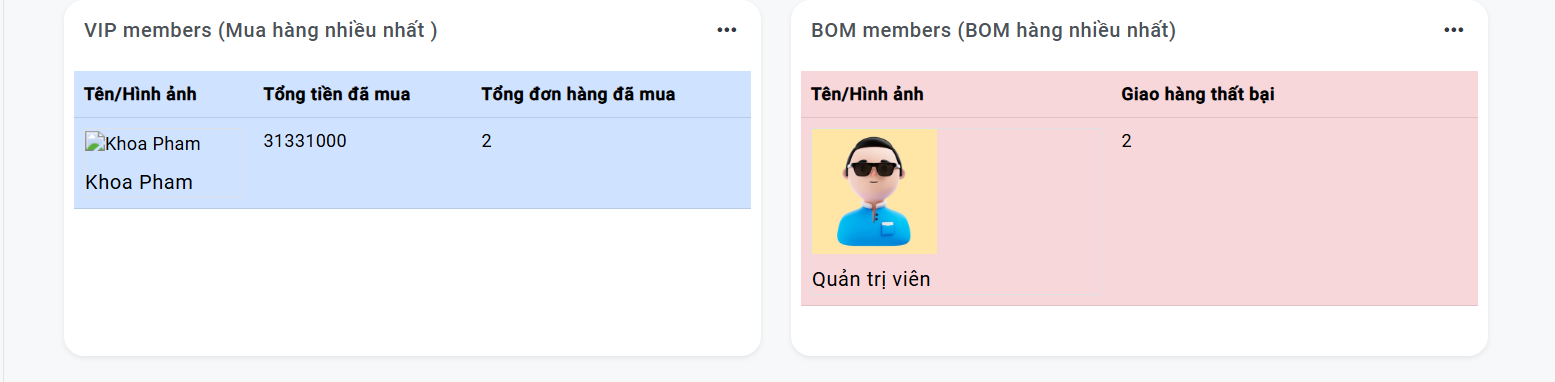 VIP members (Mua hàng nhiều nhất )
Tên/Hình ảnh Tổng tiền đã mua Tổng đơn hàng đã mua
Khoa Pham 31331000 2
Khoa Pham
BOM members (BOM hàng nhiều nhất)
Tên/Hình ảnh Giao hàng thất bại
2
Quản trị viên